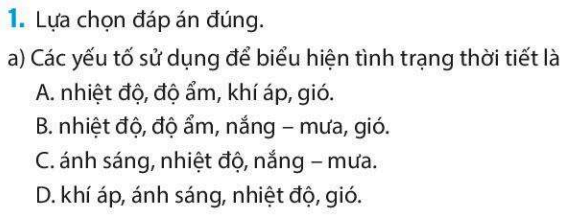 1. Lựa chọn đáp án đúng.
a) Các yếu tố sử dụng để biểu hiện tình trạng thời tiết là
A. nhiệt độ, độ ẩm, khí áp, gió.
B. nhiệt độ, độ ẩm, nắng – mưa, gió.
C. ánh sáng, nhiệt độ, nắng – mưa.
D. khí áp, ánh sáng, nhiệt độ, gió.